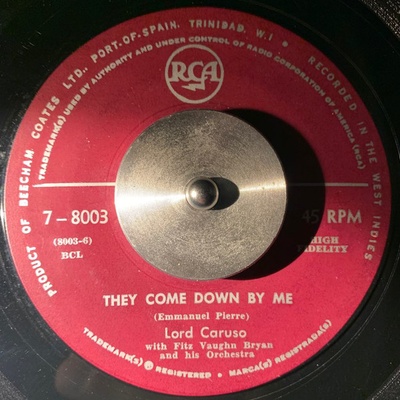 PRODUCT OF BEECHAM COATES LTD., PORT-OF-SPAIN, TRINIDAD, W.I • RECORDED IN THE WEST INDIES
TRADEMARK(S) USED BY AUTHORITY AND UNDER CONTROL OF RADIO CORPORATION OF AMERICA (RCA)
RCA
7-8003
45 RPM
(8003-6)
HIGH
BCL
FIDELITY
THEY COME DOWN BY ME
(Emmanuel Pierre)
Lord Caruso
with Fitz Vaughn Bryan
and his Orchestra
TRADEMARK(S) ® REGISTERED • MARCA(S) REGISTRADA(S)